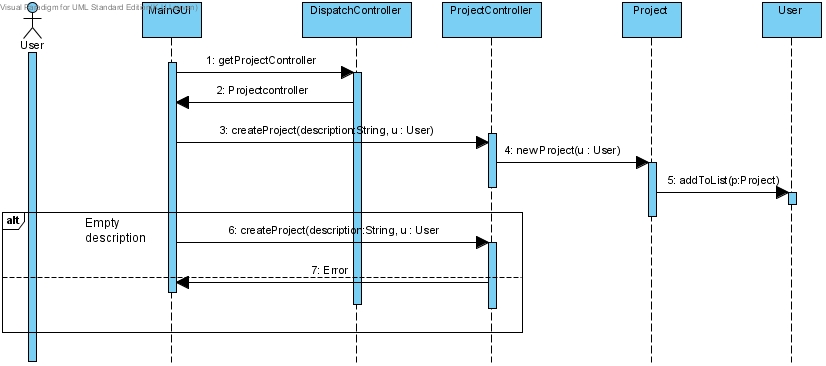 Visual Paradigm for UML Standard Edition
User
MainGUI
DispatchController
ProjectController
Project
User
1: getProjectController
2: Projectcontroller
3: createProject(description:String, u : User)
4: newProject(u : User)
5: addToList(p:Project)
alt
Empty
description
6: createProject(description:String, u : User
7: Error